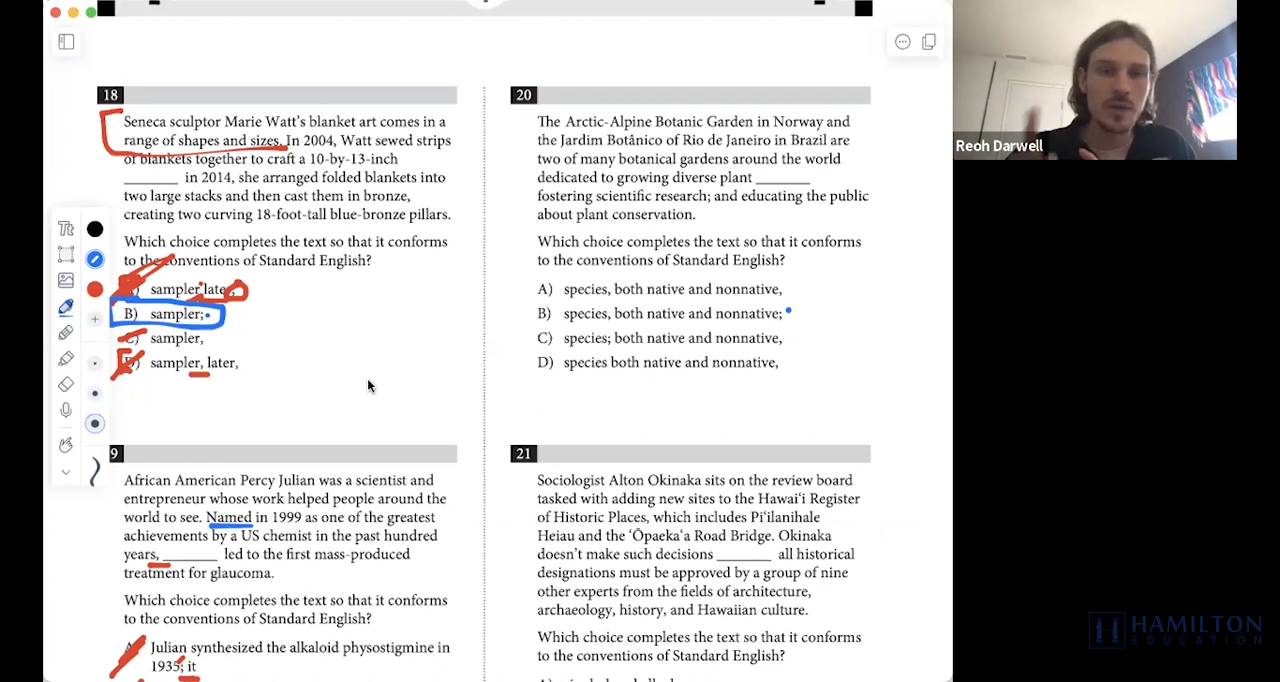 18
Seneca sculptor Marie Watt's blanket art comes in a
range of shapes and sizes. In 2004, Watt sewed strips
of blankets together to craft a 10-by-13-inch
_______ in 2014, she arranged folded blankets into
two large stacks and then cast them in bronze,
creating two curving 18-foot-tall blue-bronze pillars.
Which choice completes the text so that it conforms
to the conventions of Standard English?
sampler
B) sampler;
C) sampler,
D) sampler, later,
9
African American Percy Julian was a scientist and
entrepreneur whose work helped people around the
world to see. Named in 1999 as one of the greatest
achievements by a US chemist in the past hundred
years, _______ led to the first mass-produced
treatment for glaucoma.
Which choice completes the text so that it conforms
to the conventions of Standard English?
Julian synthesized the alkaloid physostigmine in
1935; it
20
The Arctic-Alpine Botanic Garden in Norway and
the Jardim Botânico of Rio de Janeiro in Brazil are
two of many botanical gardens around the world
dedicated to growing diverse plant _______
fostering scientific research; and educating the public
about plant conservation.
Which choice completes the text so that it conforms
to the conventions of Standard English?
A) species, both native and nonnative,
B) species, both native and nonnative;
C) species; both native and nonnative,
D) species both native and nonnative,
21
Sociologist Alton Okinaka sits on the review board
tasked with adding new sites to the Hawai‘i Register
of Historic Places, which includes Pi‘ilanihale
Heiau and the ‘Ōpaeka‘a Road Bridge. Okinaka
doesn't make such decisions _______ all historical
designations must be approved by a group of nine
other experts from the fields of architecture,
archaeology, history, and Hawaiian culture.
Which choice completes the text so that it conforms
to the conventions of Standard English?
Reoh Darwell
HAMILTON
EDUCATION